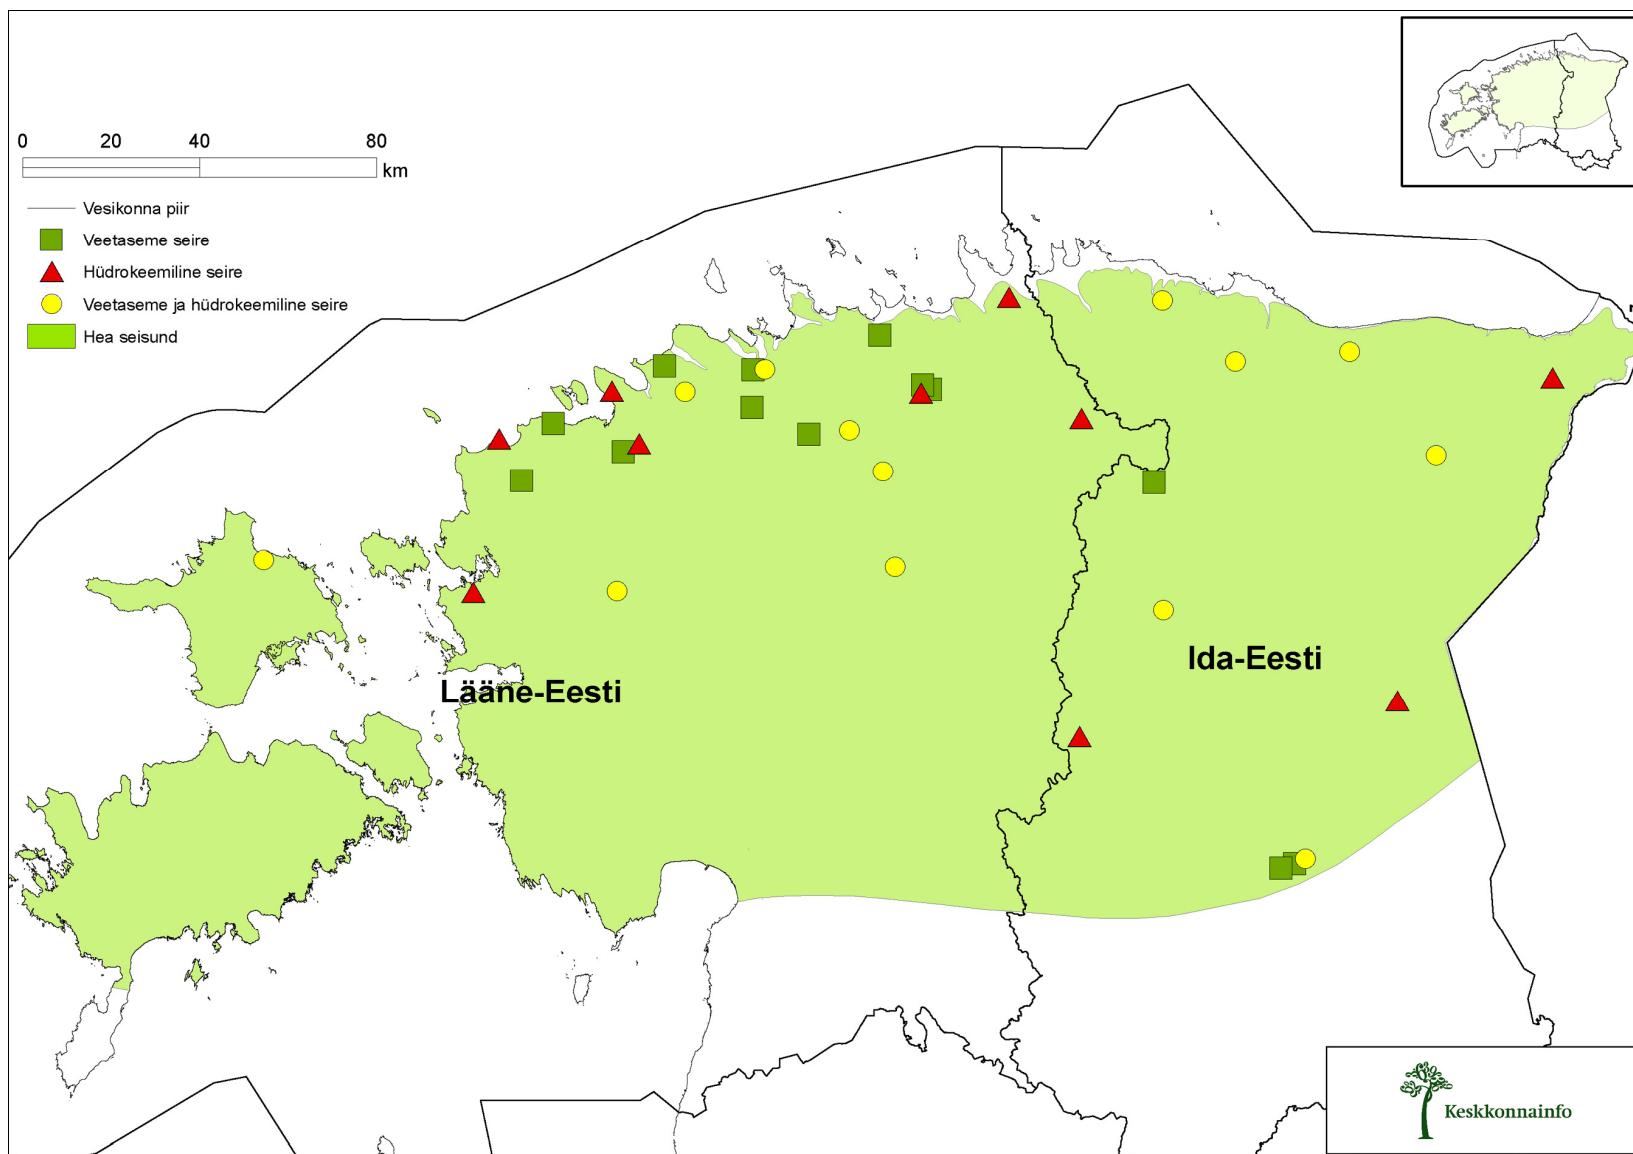 0 20 40 80
km
Vesikonna piir
Veetaseme seire
Hüdrokeemiline seire
Veetaseme ja hüdrokeemiline seire
Hea seisund
Ida-Eesti
Lääne-Eesti
Keskkonnainfo